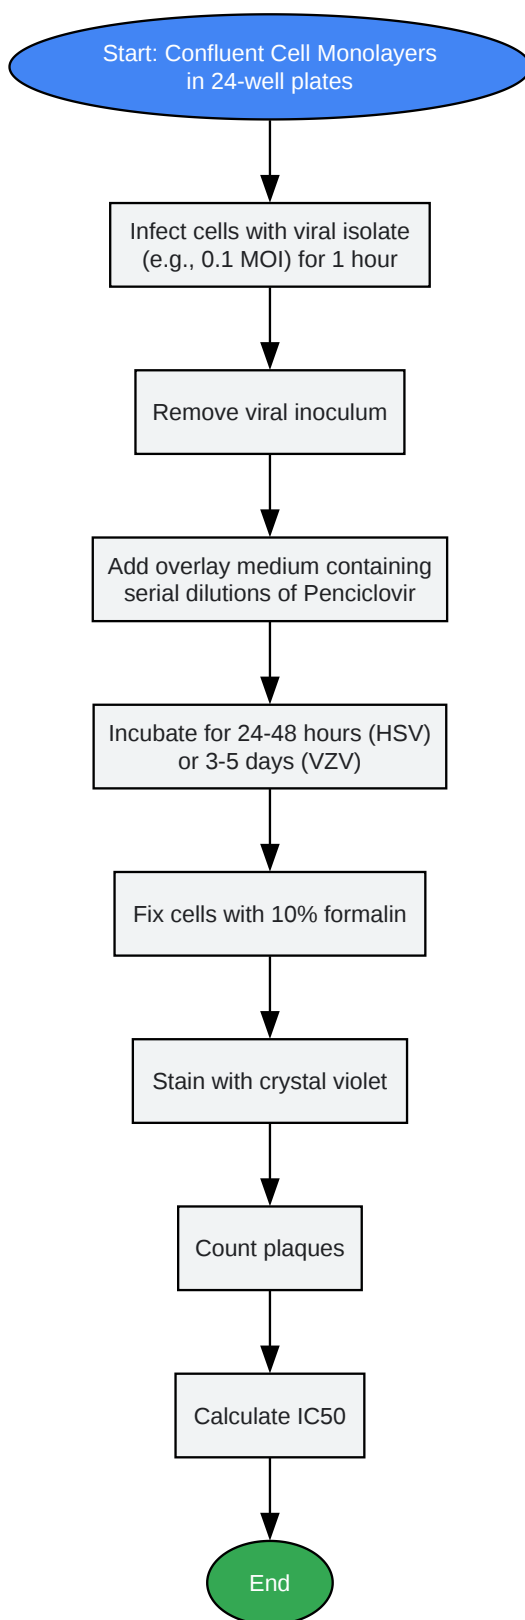 Start: Confluent Cell Monolayers
in 24-well plates
Infect cells with viral isolate
(e.g., 0.1 MOI) for 1 hour
Remove viral inoculum
Add overlay medium containing
serial dilutions of Penciclovir
Incubate for 24-48 hours (HSV)
or 3-5 days (VZV)
Fix cells with 10% formalin
Stain with crystal violet
Count plaques
Calculate IC50
End